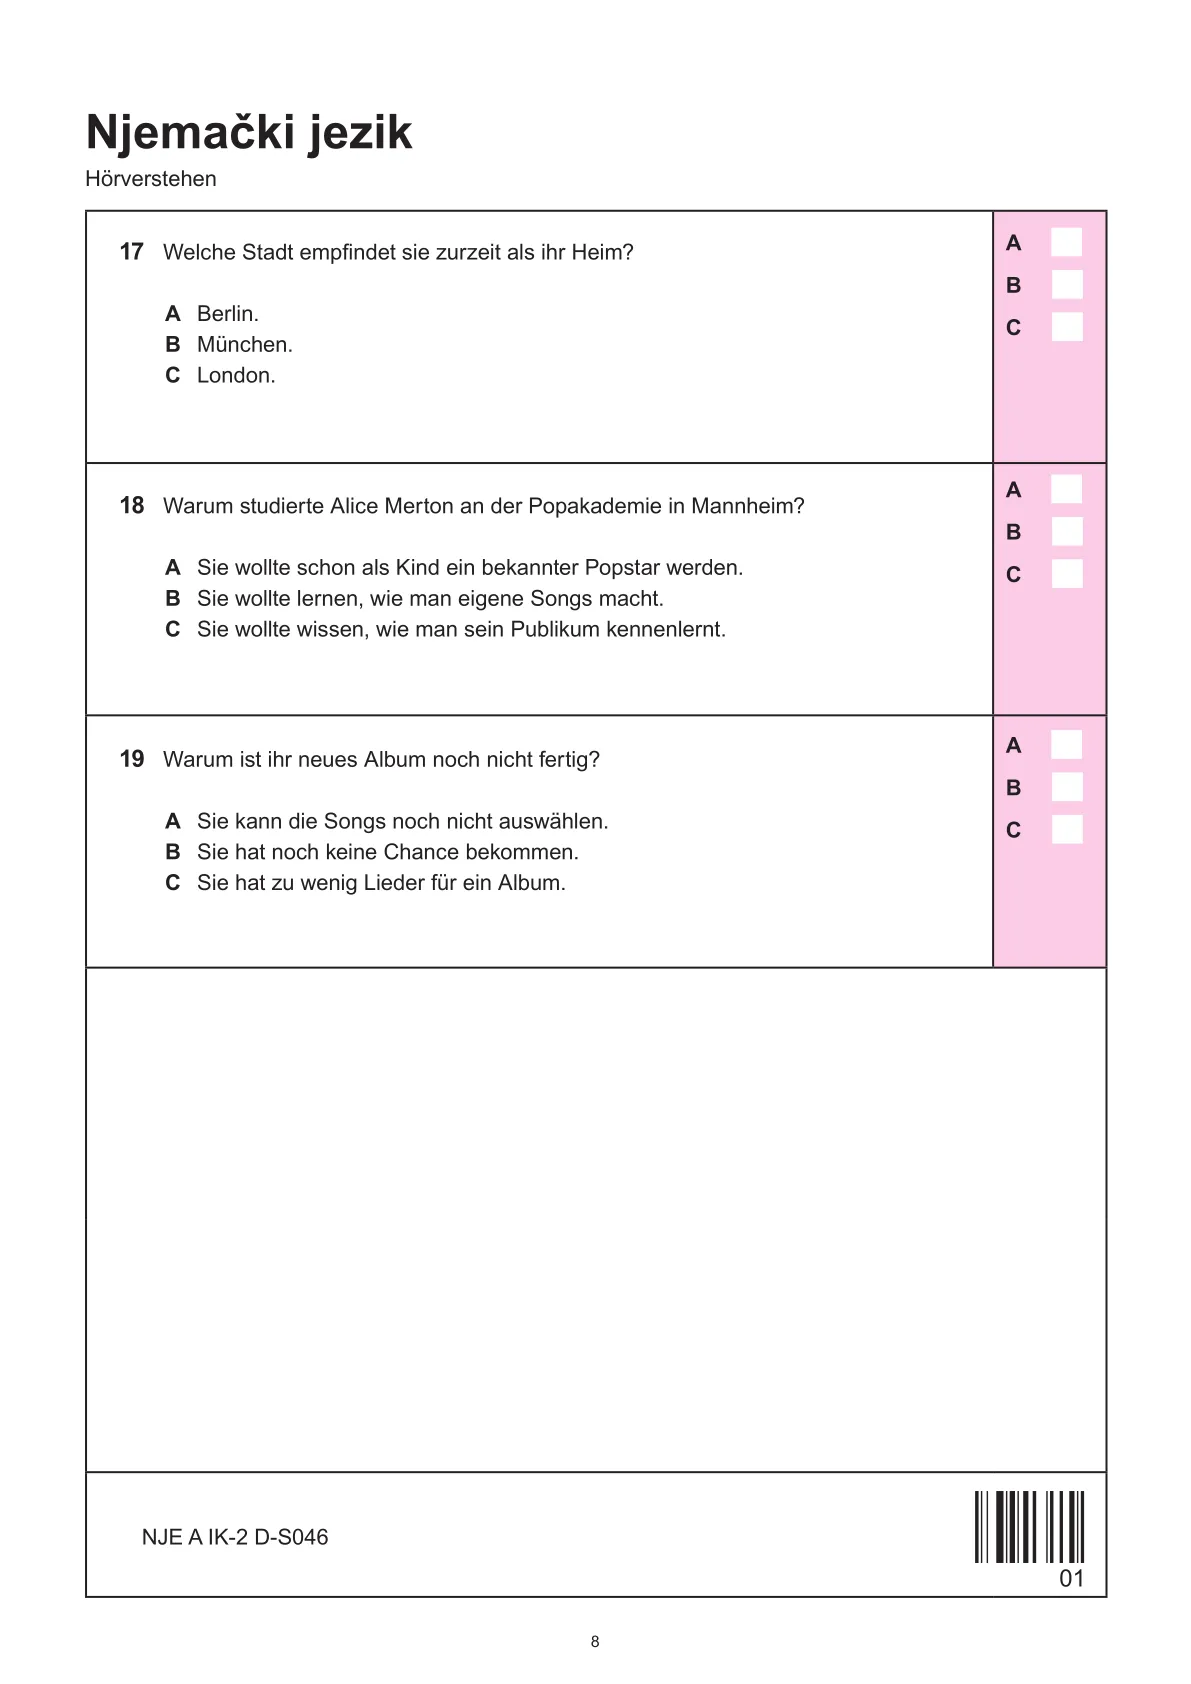 Njemački jezik
Hörverstehen
17 Welche Stadt empfindet sie zurzeit als ihr Heim?
A Berlin.
B München.
C London.
A
B
C
18 Warum studierte Alice Merton an der Popakademie in Mannheim?
A Sie wollte schon als Kind ein bekannter Popstar werden.
B Sie wollte lernen, wie man eigene Songs macht.
C Sie wollte wissen, wie man sein Publikum kennenlernt.
A
B
C
19 Warum ist ihr neues Album noch nicht fertig?
A Sie kann die Songs noch nicht auswählen.
B Sie hat noch keine Chance bekommen.
C Sie hat zu wenig Lieder für ein Album.
A
B
C
NJE A IK-2 D-S046
01
8